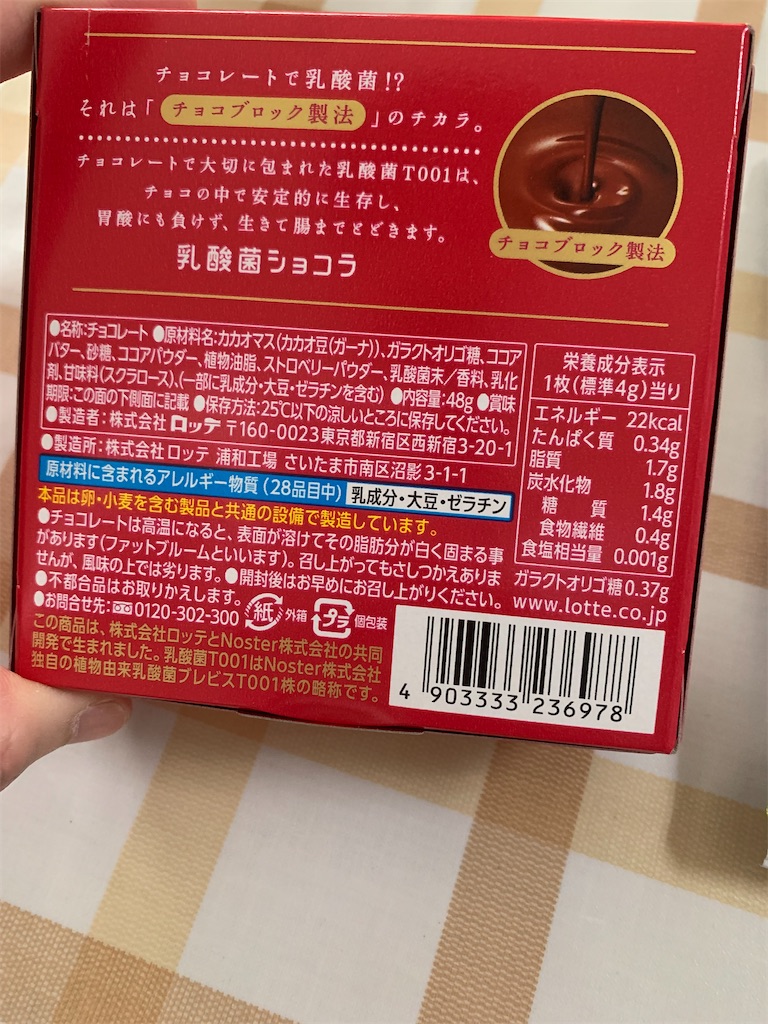 チョコレートで乳酸菌!?
それは「チョコブロック製法」のチカラ。
チョコレートで大切に包まれた乳酸菌T001は、
チョコの中で安定的に生存し、
胃酸にも負けず、生きて腸までとどきます。
乳酸菌ショコラ
チョコブロック製法
●名称:チョコレート ●原材料名:カカオマス(カカオ豆(ガーナ))、ガラクトオリゴ糖、ココア
バター、砂糖、ココアパウダー、植物油脂、ストロベリーパウダー、乳酸菌末/香料、乳化
剤、甘味料(スクラロース)、(一部に乳成分・大豆・ゼラチンを含む) ●内容量:48g ●賞味
期限:この面の下側面に記載 ●保存方法:25℃以下の涼しいところに保存してください。
●製造者:株式会社 ロッテ 〒160-0023 東京都新宿区西新宿3-20-1
●製造所:株式会社ロッテ 浦和工場 さいたま市南区沼影3-1-1
原材料に含まれるアレルギー物質(28品目中) 乳成分・大豆・ゼラチン
本品は卵・小麦を含む製品と共通の設備で製造しています。
●チョコレートは高温になると、表面が溶けてその脂肪分が白く固まる事
があります(ファットブルームといいます)。召し上がってもさしつかえありま
せんが、風味の上では劣ります。●開封後はお早めにお召し上がりください。
●不都合品はお取りかえします。
●お問合せ先:0120-302-300 紙 外箱 プラ 個包装
この商品は、株式会社ロッテとNoster株式会社の共同
開発で生まれました。乳酸菌T001はNoster株式会社
独自の植物由来乳酸菌ブレビスT001株の略称です。
栄養成分表示
1枚(標準4g)当り
エネルギー 22kcal
たんぱく質 0.34g
脂質 1.7g
炭水化物 1.8g
糖質 1.4g
食物繊維 0.4g
食塩相当量 0.001g
ガラクトオリゴ糖 0.37g
www.lotte.co.jp
4 903333 236978